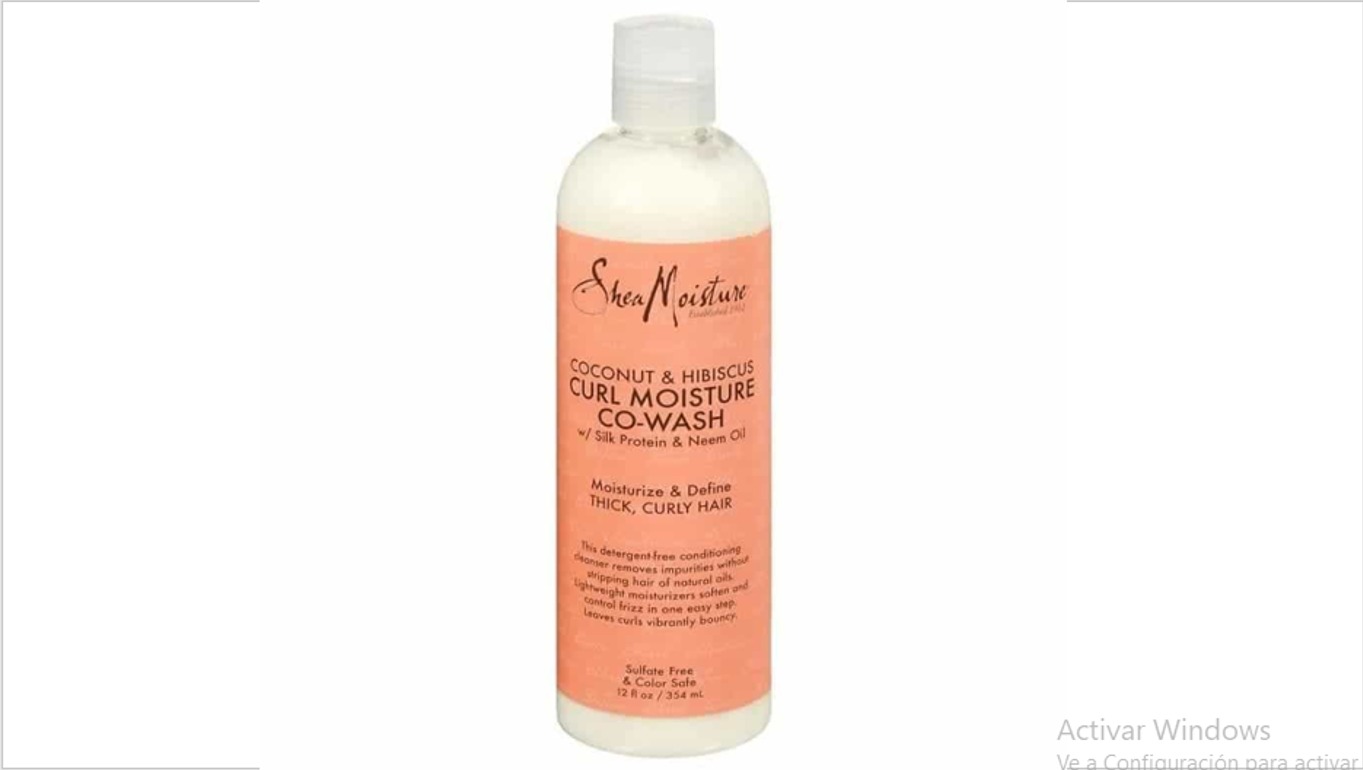 SheaMoisture
Established 1912
COCONUT & HIBISCUS
CURL MOISTURE
CO-WASH
w/ Silk Protein & Neem Oil
Moisturize & Define
THICK, CURLY HAIR
This detergent-free conditioning
cleanser removes impurities without
stripping hair of natural oils.
Lightweight moisturizers soften and
control frizz in one easy step.
Leaves curls vibrantly bouncy.
Sulfate Free
& Color Safe
12 fl oz / 354 mL
Activar Windows
Ve a Configuración para activar